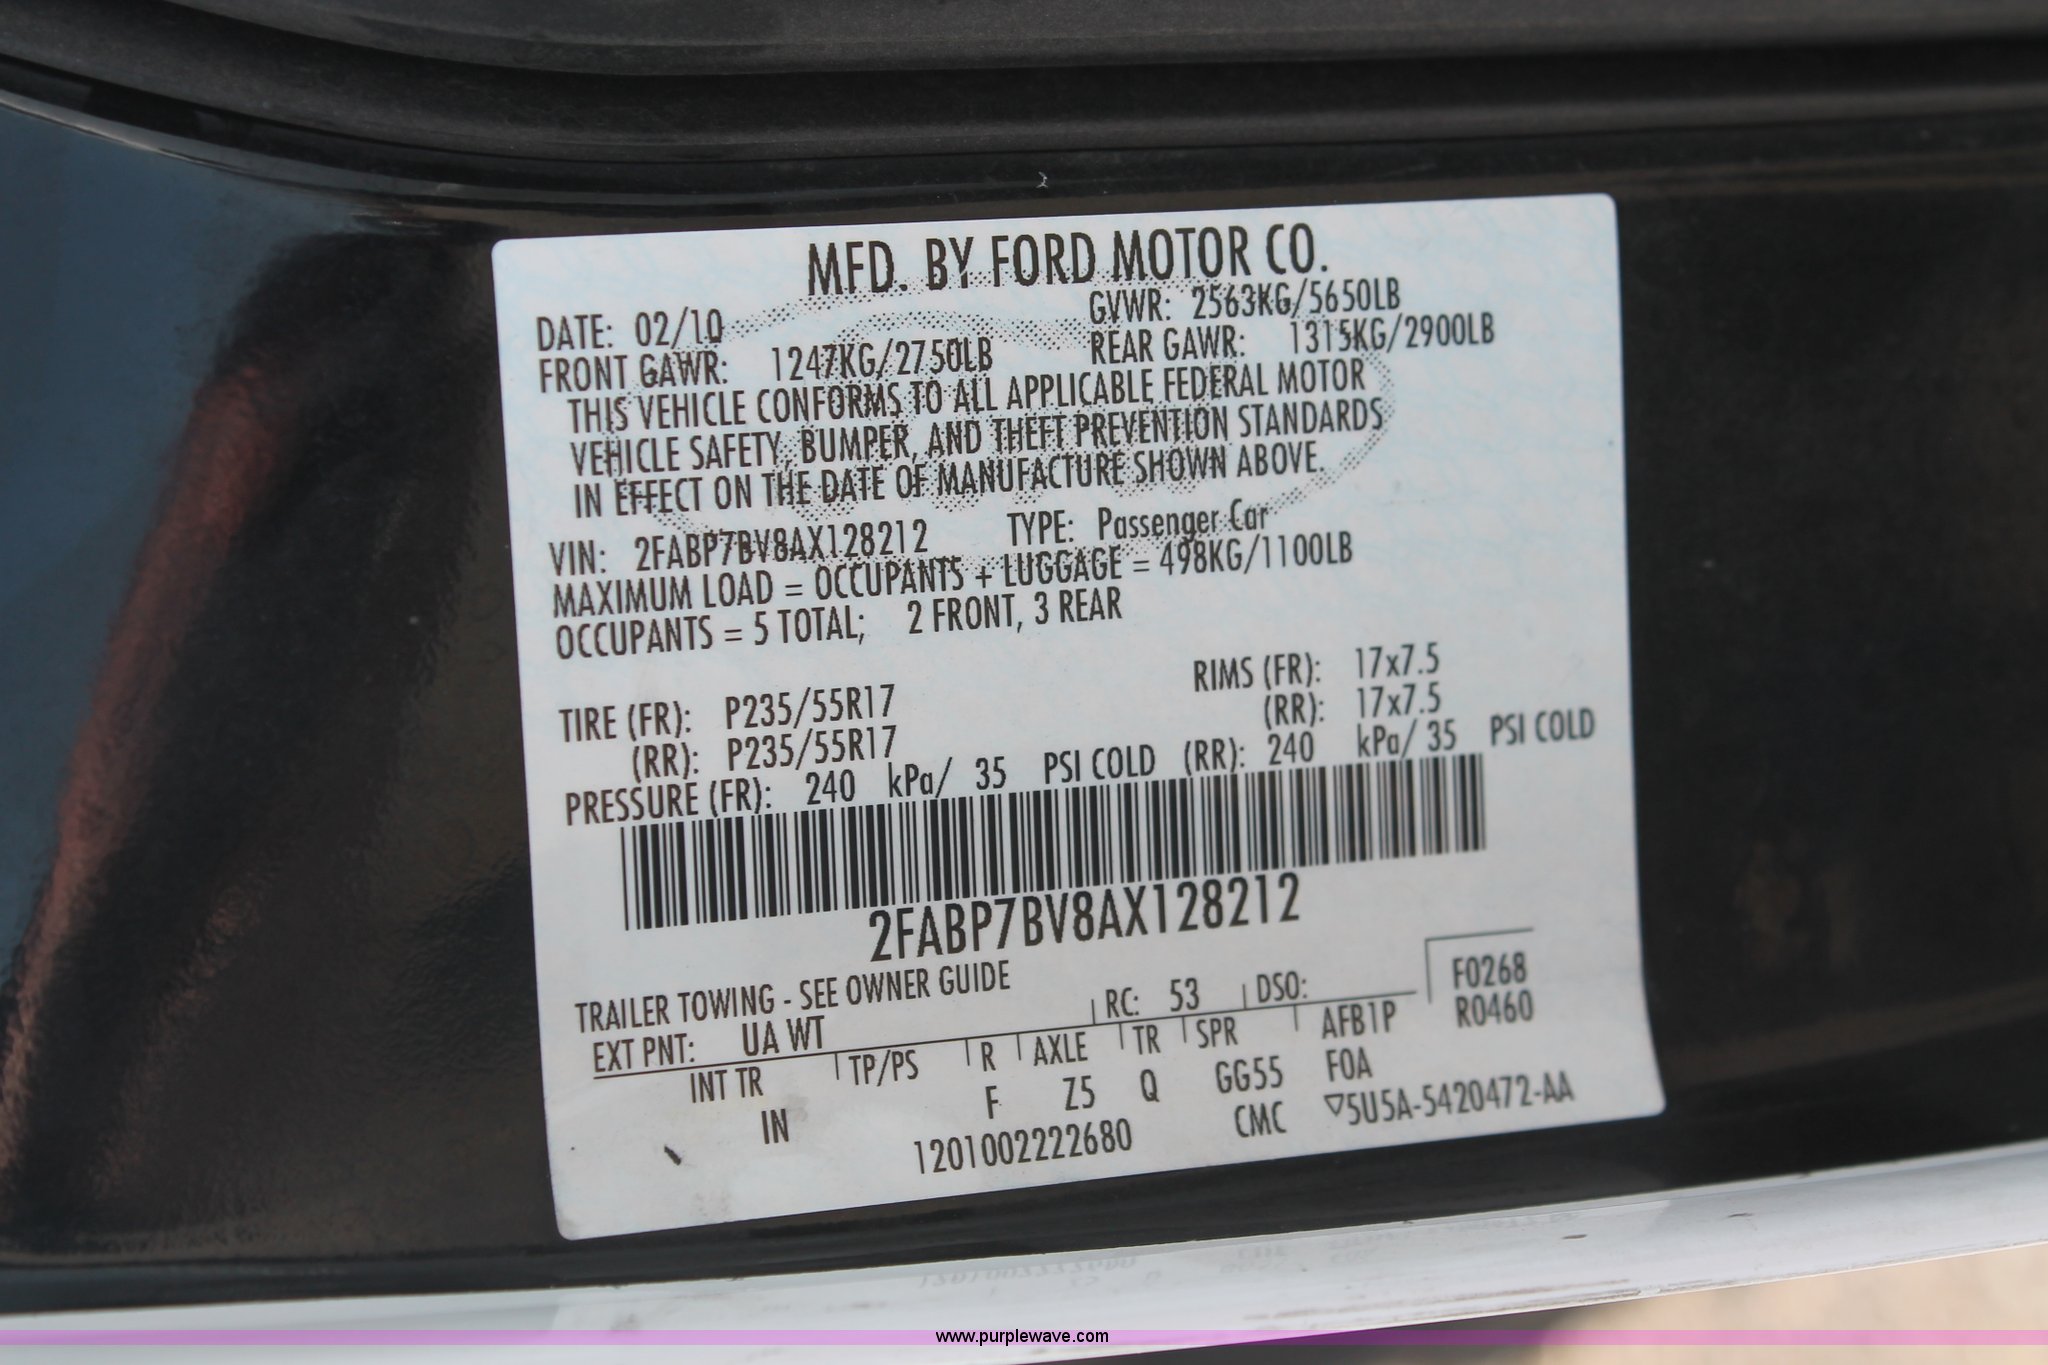 MFD. BY FORD MOTOR CO.
DATE: 02/10 GVWR: 2563KG/5650LB
FRONT GAWR: 1247KG/2750LB REAR GAWR: 1315KG/2900LB
THIS VEHICLE CONFORMS TO ALL APPLICABLE FEDERAL MOTOR
VEHICLE SAFETY, BUMPER, AND THEFT PREVENTION STANDARDS
IN EFFECT ON THE DATE OF MANUFACTURE SHOWN ABOVE.
VIN: 2FABP7BV8AX128212 TYPE: Passenger Car
MAXIMUM LOAD = OCCUPANTS + LUGGAGE = 498KG/1100LB
OCCUPANTS = 5 TOTAL; 2 FRONT, 3 REAR
TIRE (FR): P235/55R17 RIMS (FR): 17x7.5
(RR): P235/55R17 (RR): 17x7.5
PRESSURE (FR): 240 kPa/ 35 PSI COLD (RR): 240 kPa/ 35 PSI COLD
2FABP7BV8AX128212
TRAILER TOWING - SEE OWNER GUIDE
EXT PNT: UA WT RC: 53 DSO: F0268
R0460
INT TR TP/PS R AXLE TR SPR AFB1P
IN F Z5 Q GG55 FOA
1201002222680 CMC ▽5U5A-5420472-AA
www.purplewave.com